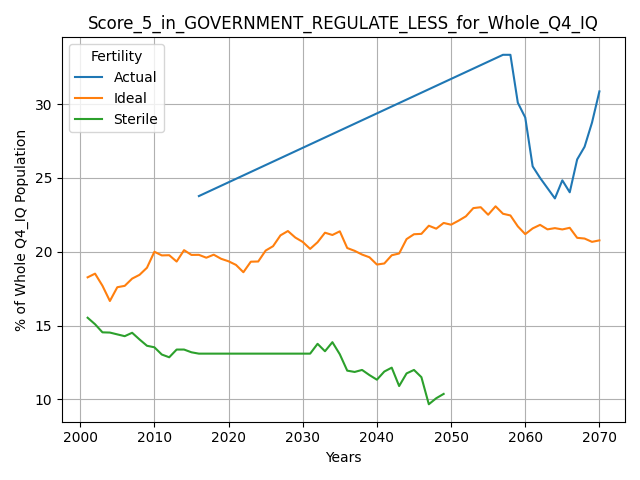 Score_5_in_GOVERNMENT_REGULATE_LESS_for_Whole_Q4_IQ
Fertility
Actual
Ideal
Sterile
% of Whole Q4_IQ Population
30
25
20
15
10
2000 2010 2020 2030 2040 2050 2060 2070
Years